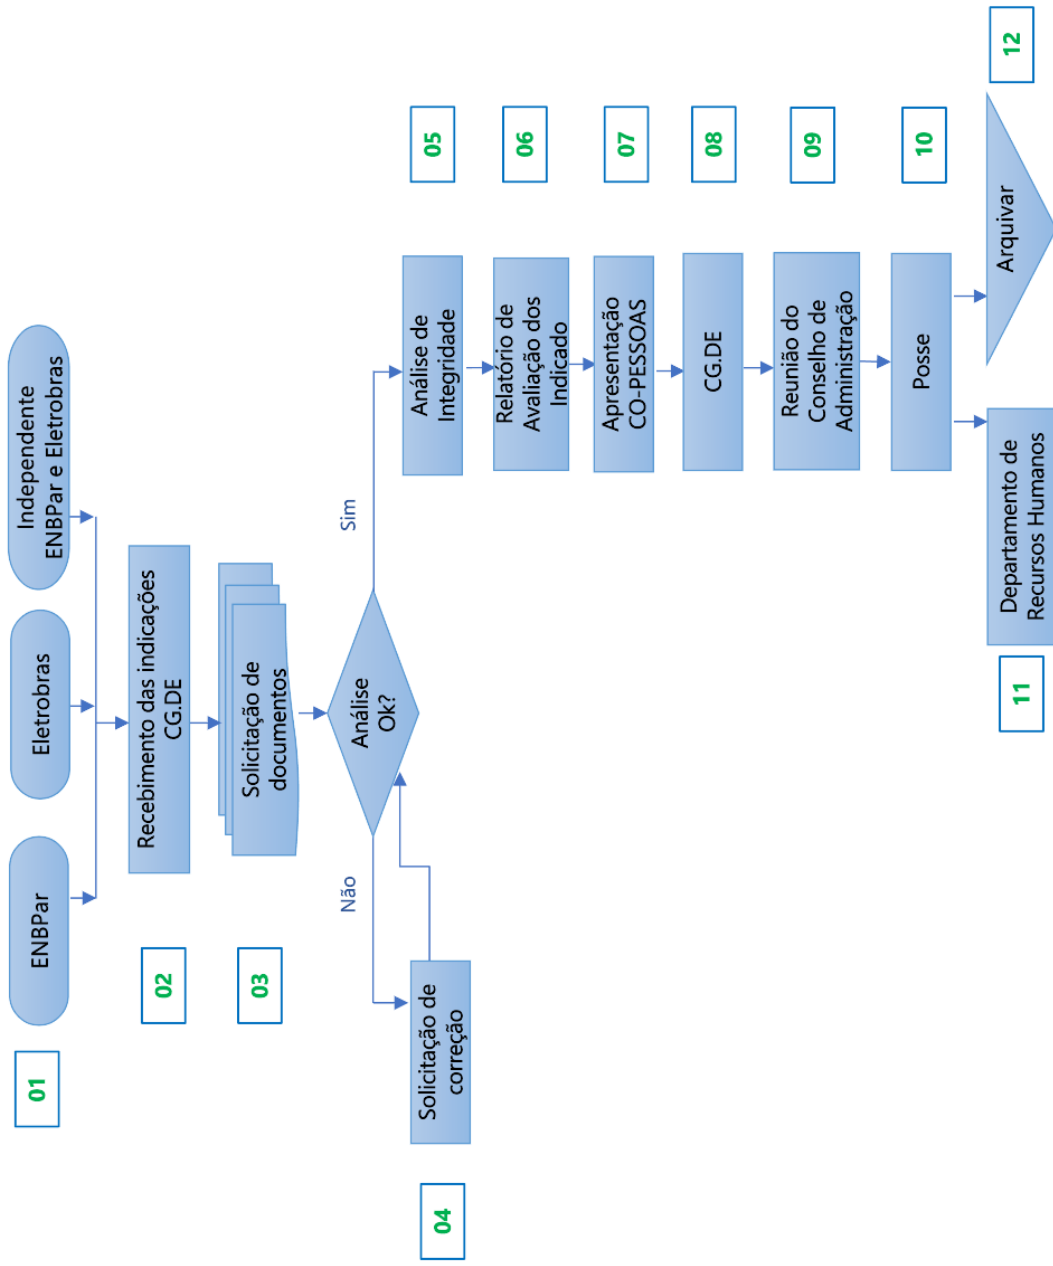 01
ENBPar
Eletrobras
Independente
ENBPar e Eletrobras
02
Recebimento das indicações
CG.DE
03
Solicitação de
documentos
Análise
Ok?
Não
Sim
04
Solicitação de
correção
Análise de
Integridade
05
Relatório de
Avaliação dos
Indicado
06
Apresentação
CO-PESSOAS
07
CG.DE
08
Reunião do
Conselho de
Administração
09
Posse
10
11
Departamento de
Recursos Humanos
Arquivar
12